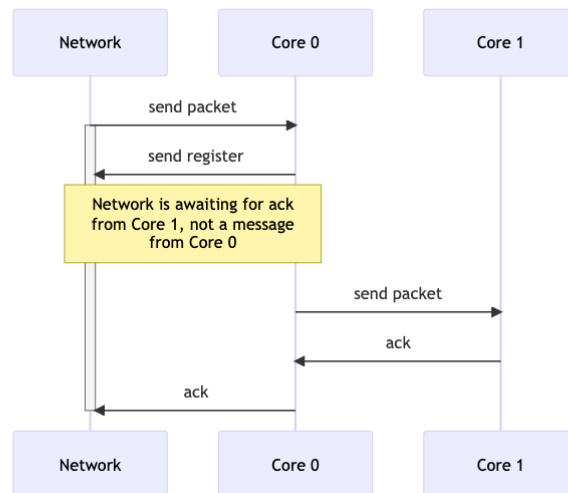 Network
Core 0
Core 1
send packet
send register
Network is awaiting for ack
from Core 1, not a message
from Core 0
send packet
ack
ack
Network
Core 0
Core 1